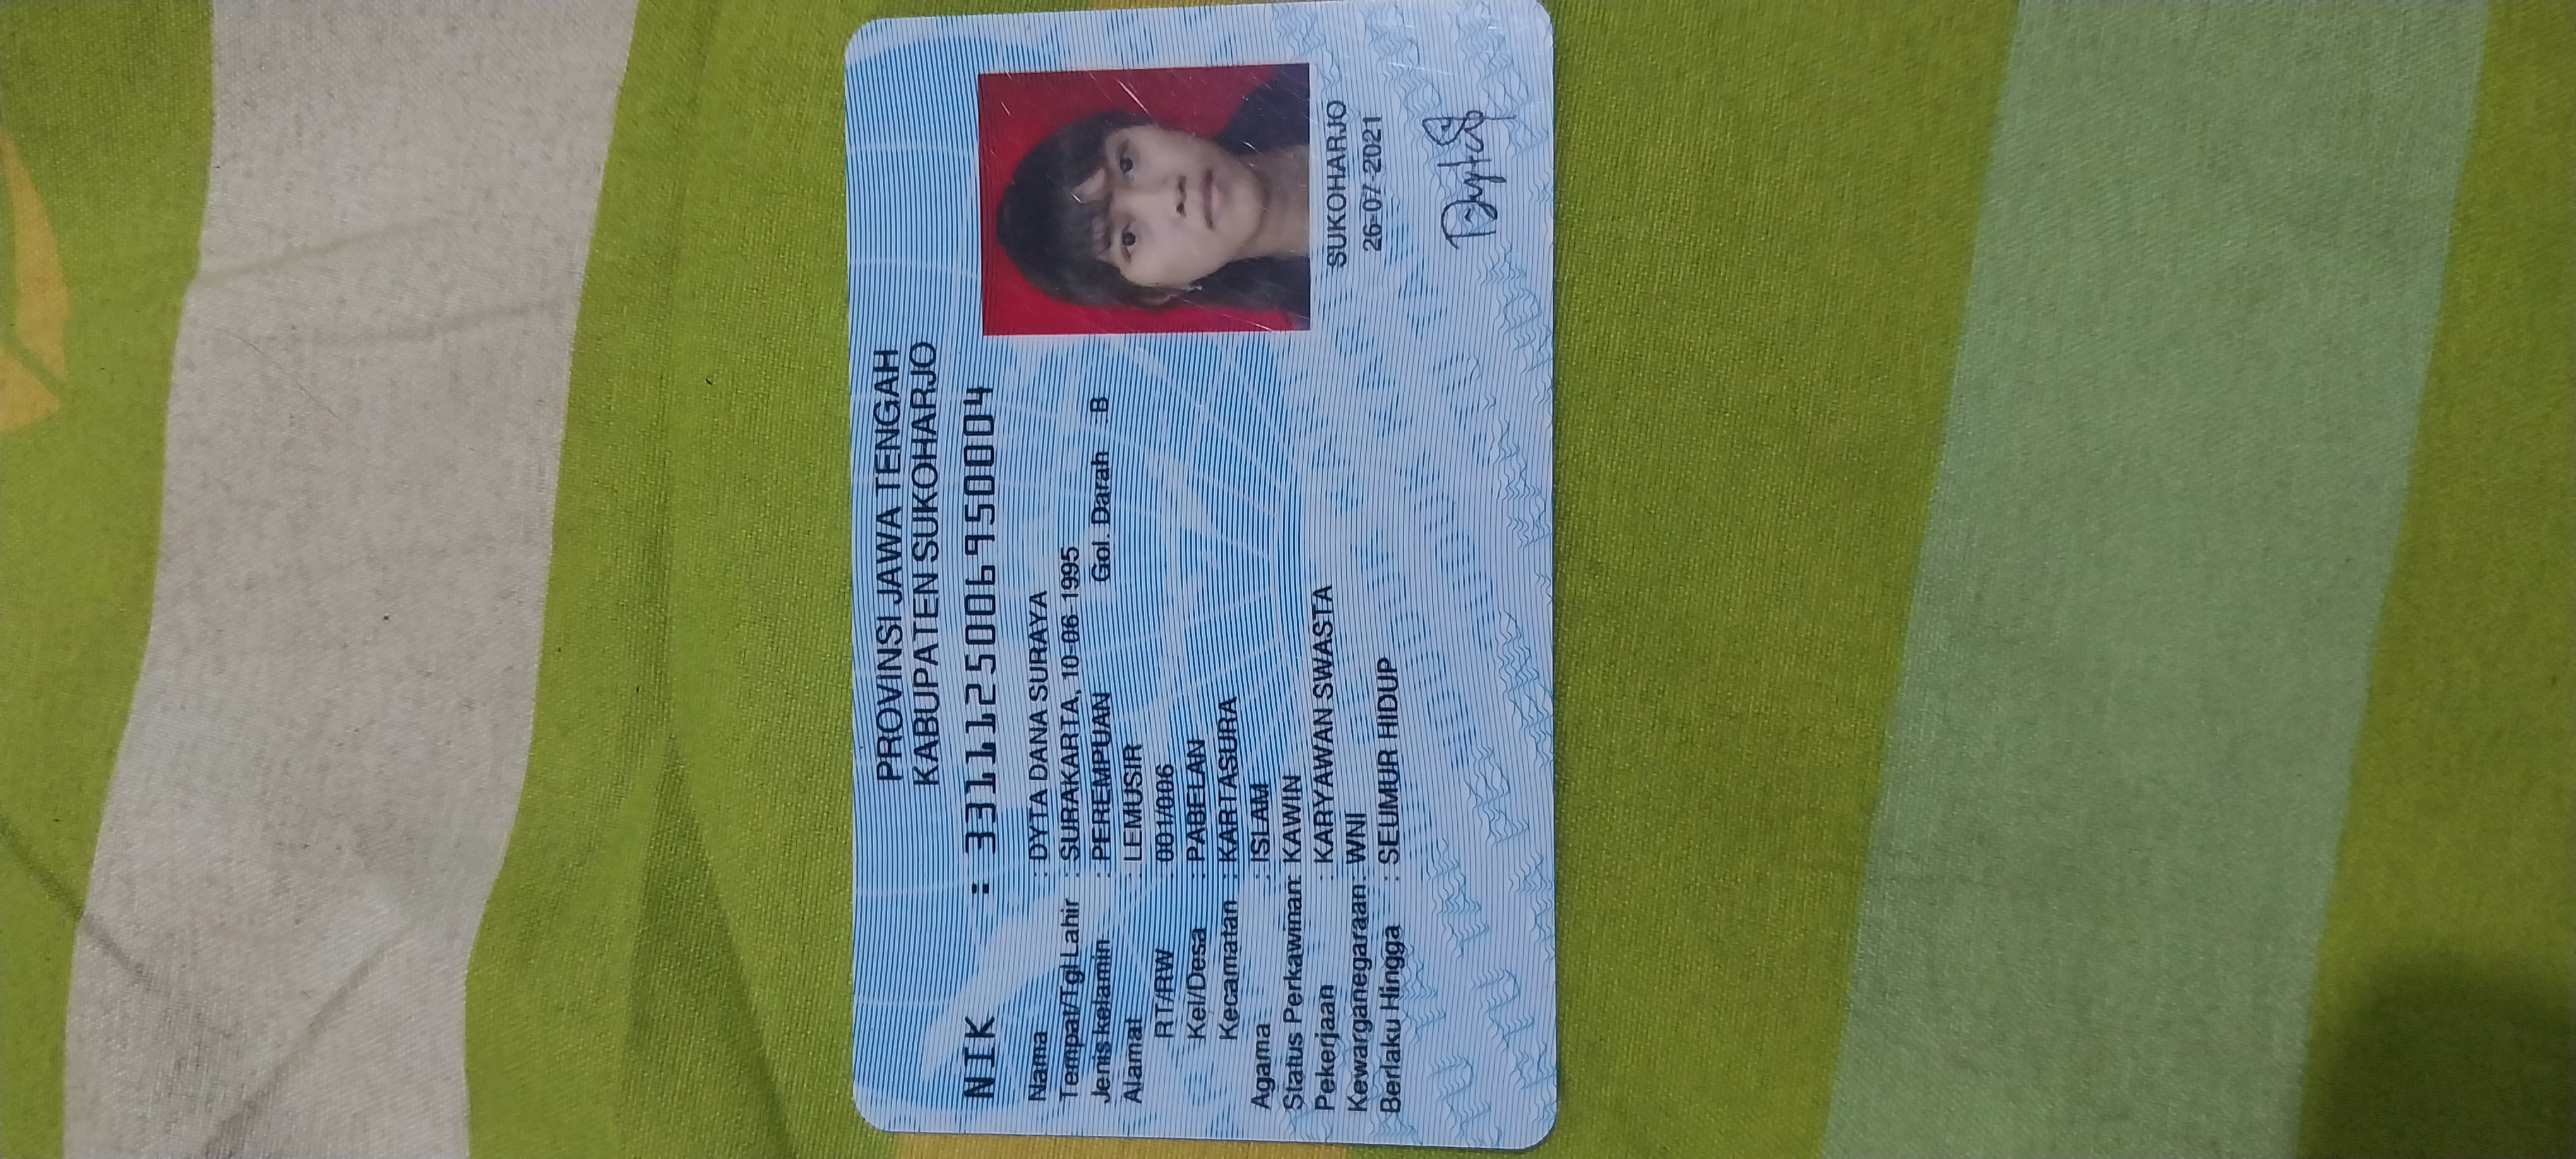 PROVINSI JAWA TENGAH
KABUPATEN SUKOHARJO
NIK : 3311125006950004
Nama : DYTA DANA SURAYA
Tempat/Tgl Lahir : SURAKARTA, 10-06-1995
Jenis kelamin : PEREMPUAN Gol. Darah : B
Alamat : LEMUSIR
RT/RW : 001/006
Kel/Desa : PABELAN
Kecamatan : KARTASURA
Agama : ISLAM
Status Perkawinan: KAWIN
Pekerjaan : KARYAWAN SWASTA
Kewarganegaraan: WNI
Berlaku Hingga : SEUMUR HIDUP
SUKOHARJO
26-07-2021